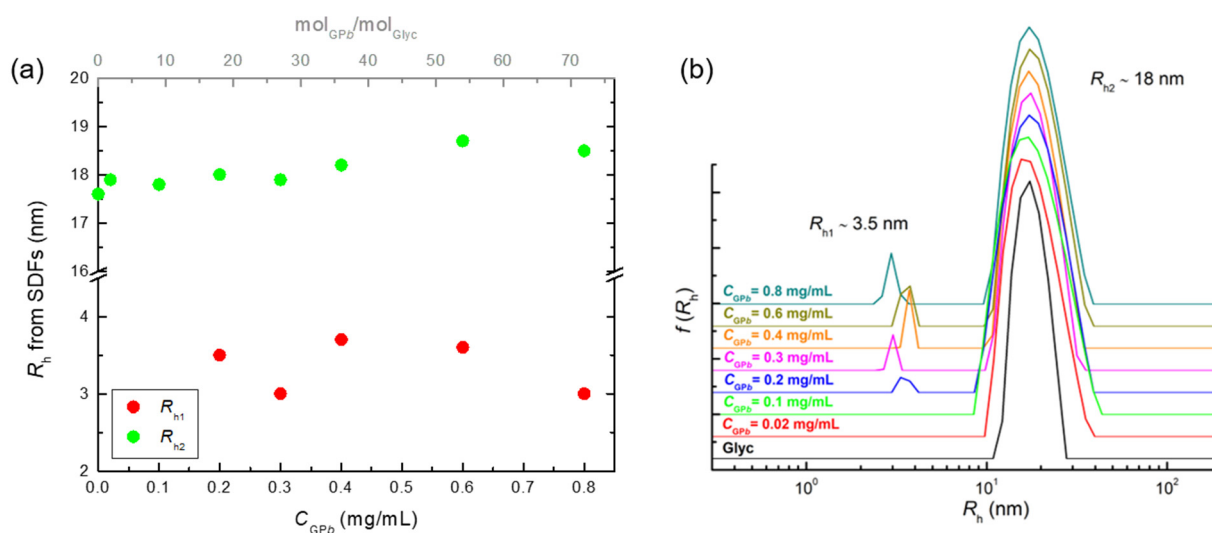 mol_GPb/mol_Glyc
0 10 20 30 40 50 60 70
(a)
20
19
18
17
16
4
3
2
R_h from SDFs (nm)
R_h1
R_h2
0.0 0.1 0.2 0.3 0.4 0.5 0.6 0.7 0.8
C_GPb (mg/mL)
(b)
R_h2 ~ 18 nm
R_h1 ~ 3.5 nm
f (R_h)
C_GPb = 0.8 mg/mL
C_GPb = 0.6 mg/mL
C_GPb = 0.4 mg/mL
C_GPb = 0.3 mg/mL
C_GPb = 0.2 mg/mL
C_GPb = 0.1 mg/mL
C_GPb = 0.02 mg/mL
Glyc
10^0 10^1 10^2
R_h (nm)